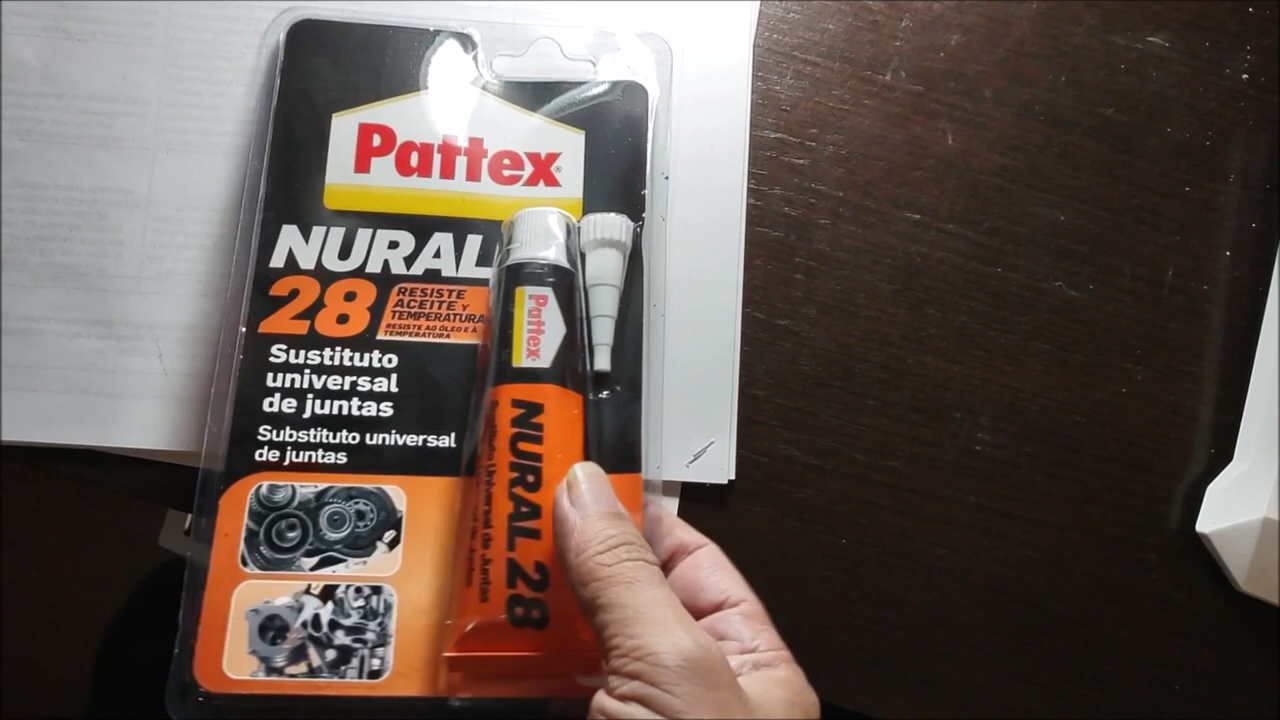 Pattex
NURAL
28
RESISTE
ACEITE Y
TEMPERATURA
RESISTE AO ÓLEO E À
TEMPERATURA
Sustituto
universal
de juntas
Substituto universal
de juntas
Pattex
NURAL 28
Sustituto Universal de Juntas